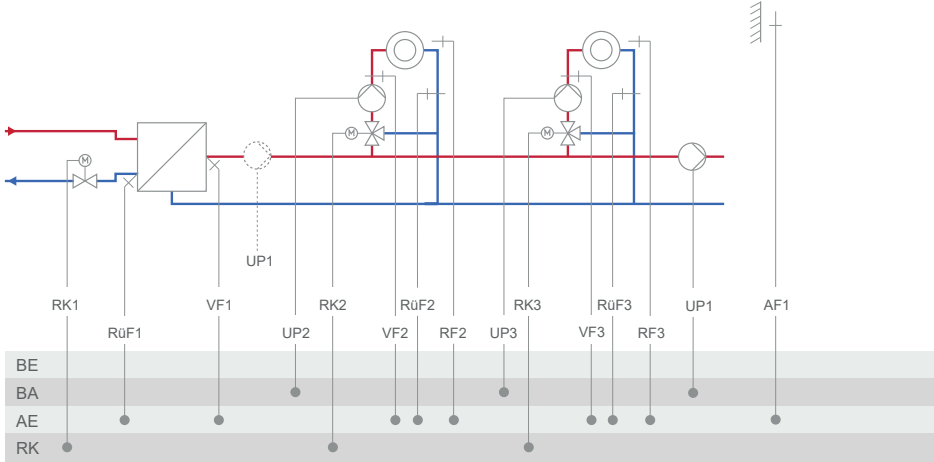 M
M
M
UP1
RK1
VF1
RK2
RüF2
RK3
RüF3
UP1
AF1
RüF1
UP2
VF2
RF2
UP3
VF3
RF3
BE
BA
AE
RK